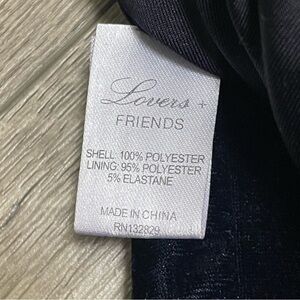 Lovers +
FRIENDS
SHELL: 100% POLYESTER
LINING: 95% POLYESTER
5% ELASTANE
MADE IN CHINA
RN132829